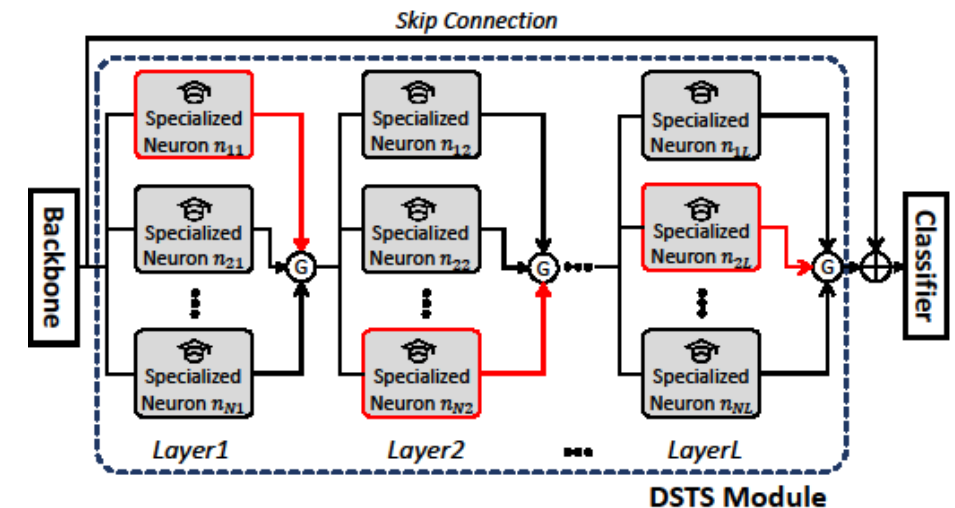 Skip Connection
Specialized
Neuron n11
Specialized
Neuron n12
Specialized
Neuron n1L
Backbone
Specialized
Neuron n21
G
Specialized
Neuron n22
G
Specialized
Neuron n2L
G
Classifier
Specialized
Neuron nN1
Specialized
Neuron nN2
Specialized
Neuron nNL
Layer1
Layer2
LayerL
DSTS Module